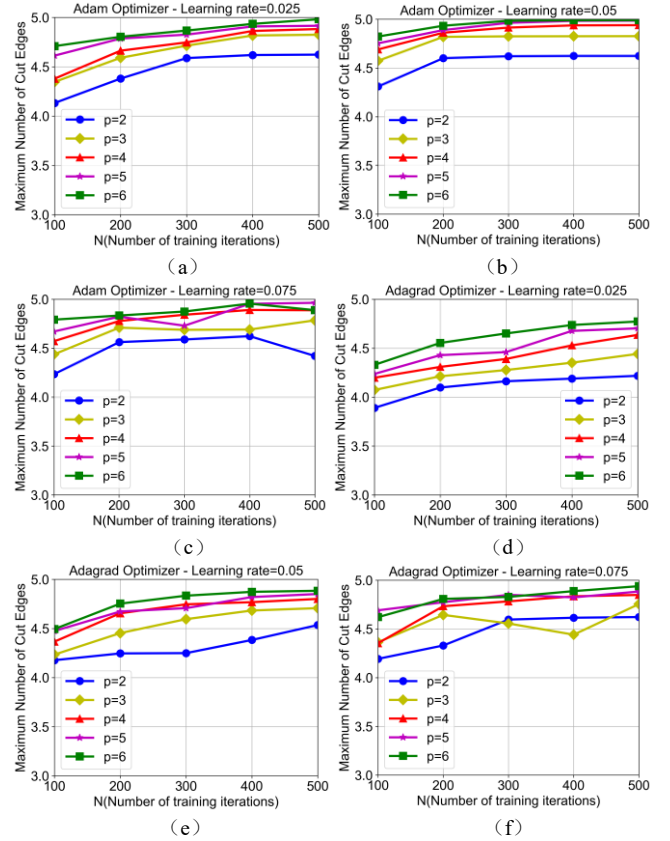 Adam Optimizer - Learning rate=0.025
Maximum Number of Cut Edges
5.0
4.5
4.0
3.5
3.0
p=2
p=3
p=4
p=5
p=6
100 200 300 400 500
N(Number of training iterations)
（a）
Adam Optimizer - Learning rate=0.05
Maximum Number of Cut Edges
5.0
4.5
4.0
3.5
3.0
p=2
p=3
p=4
p=5
p=6
100 200 300 400 500
N(Number of training iterations)
（b）
Adam Optimizer - Learning rate=0.075
Maximum Number of Cut Edges
5.0
4.5
4.0
3.5
3.0
p=2
p=3
p=4
p=5
p=6
100 200 300 400 500
N(Number of training iterations)
（c）
Adagrad Optimizer - Learning rate=0.025
Maximum Number of Cut Edges
5.0
4.5
4.0
3.5
3.0
p=2
p=3
p=4
p=5
p=6
100 200 300 400 500
N(Number of training iterations)
（d）
Adagrad Optimizer - Learning rate=0.05
Maximum Number of Cut Edges
5.0
4.5
4.0
3.5
3.0
p=2
p=3
p=4
p=5
p=6
100 200 300 400 500
N(Number of training iterations)
（e）
Adagrad Optimizer - Learning rate=0.075
Maximum Number of Cut Edges
5.0
4.5
4.0
3.5
3.0
p=2
p=3
p=4
p=5
p=6
100 200 300 400 500
N(Number of training iterations)
（f）